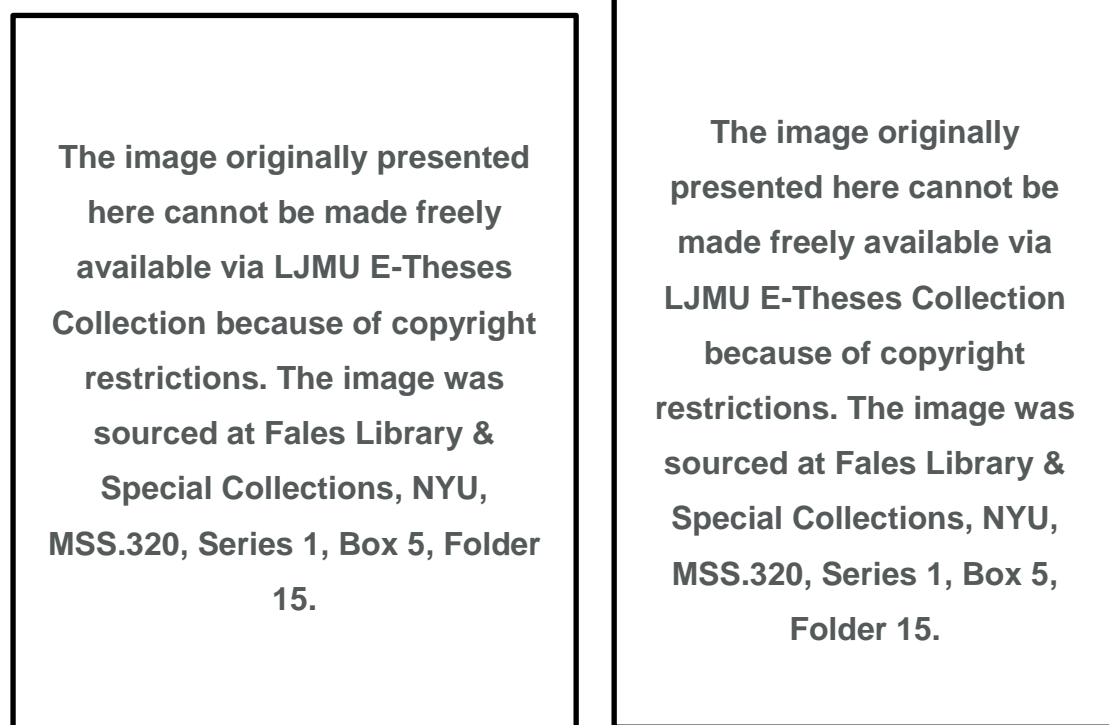 The image originally presented
here cannot be made freely
available via LJMU E-Theses
Collection because of copyright
restrictions. The image was
sourced at Fales Library &
Special Collections, NYU,
MSS.320, Series 1, Box 5, Folder
15.
The image originally
presented here cannot be
made freely available via
LJMU E-Theses Collection
because of copyright
restrictions. The image was
sourced at Fales Library &
Special Collections, NYU,
MSS.320, Series 1, Box 5,
Folder 15.